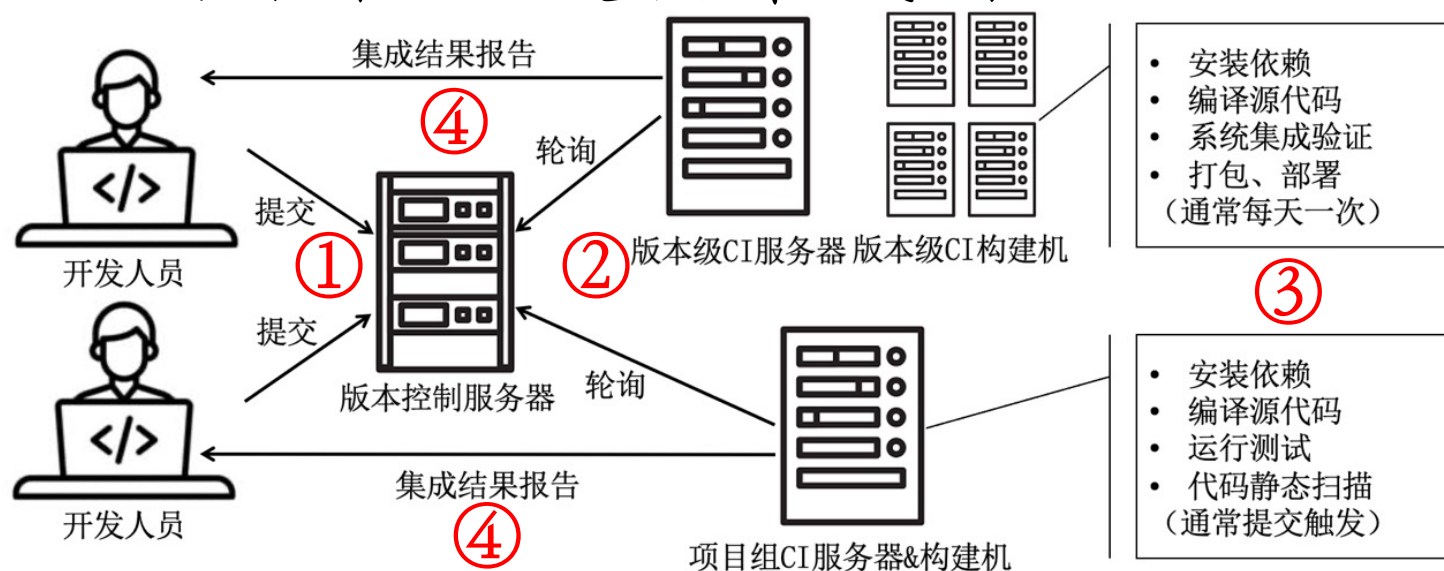 集成结果报告
④
轮询
</>
提交
开发人员
①
②
版本级CI服务器
版本级CI构建机
• 安装依赖
• 编译源代码
• 系统集成验证
• 打包、部署
（通常每天一次）
③
提交
版本控制服务器
轮询
</>
集成结果报告
④
开发人员
项目组CI服务器&构建机
• 安装依赖
• 编译源代码
• 运行测试
• 代码静态扫描
（通常提交触发）